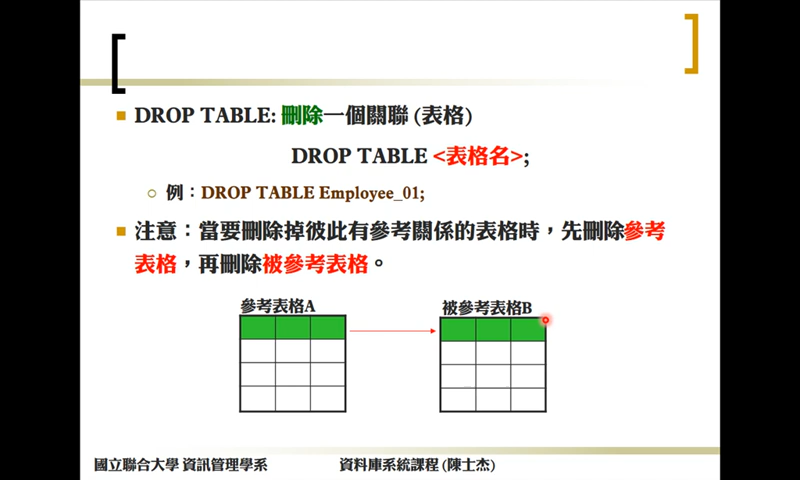 DROP TABLE: 刪除一個關聯 (表格)
DROP TABLE <表格名>;
例：DROP TABLE Employee_01;
注意：當要刪除掉彼此有參考關係的表格時，先刪除參考
表格，再刪除被參考表格。
參考表格A
被參考表格B
國立聯合大學 資訊管理學系
資料庫系統課程 (陳士杰)